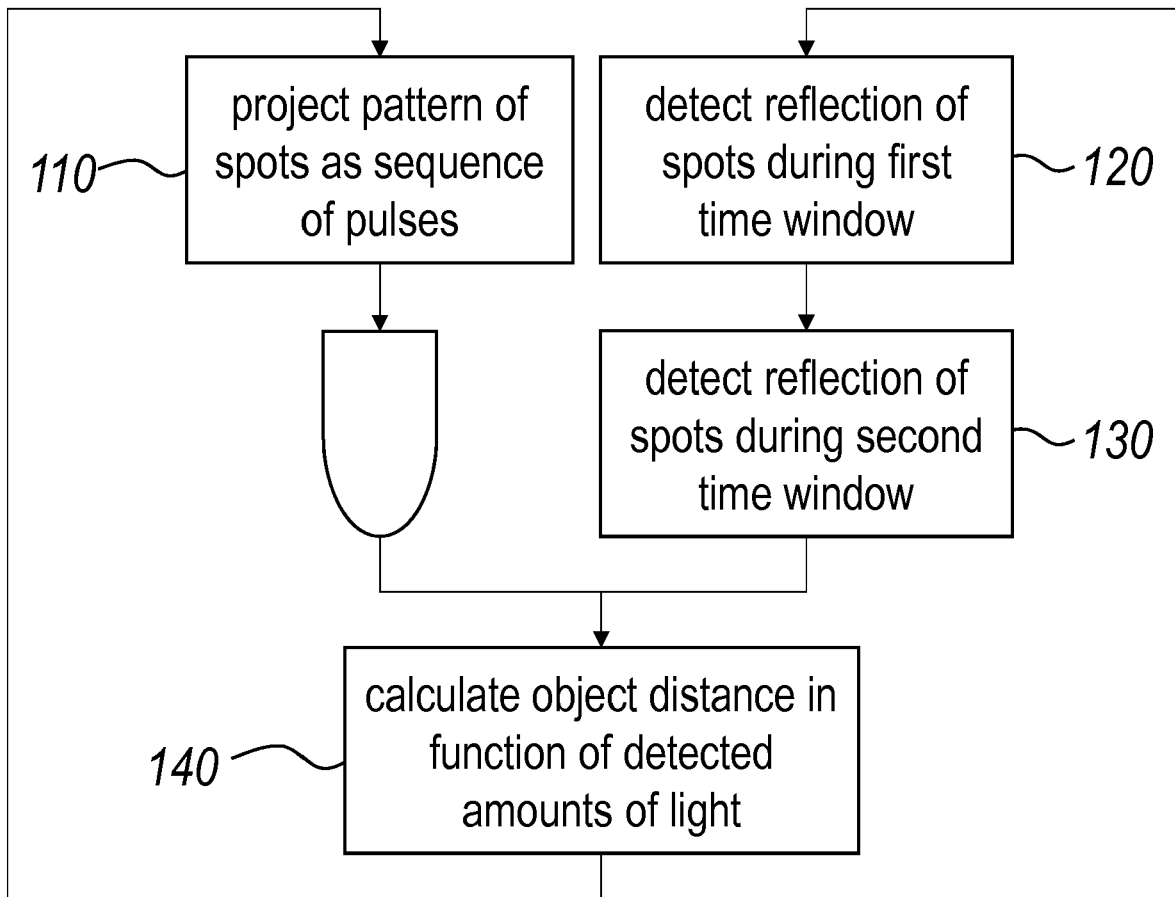 project pattern of
spots as sequence
of pulses
110
detect reflection of
spots during first
time window
120
detect reflection of
spots during second
time window
130
calculate object distance in
function of detected
amounts of light
140